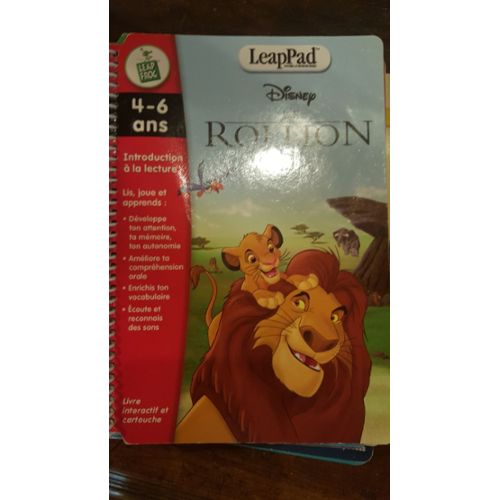 LEAP
FROG
LeapPad
4-6
ans
Disney
ROI LION
Introduction
à la lecture
Lis, joue et
apprends :
• Développe
ton attention,
ta mémoire,
ton autonomie
• Améliore ta
compréhension
orale
• Enrichis ton
vocabulaire
• Écoute et
reconnais
des sons
Livre
interactif et
cartouche